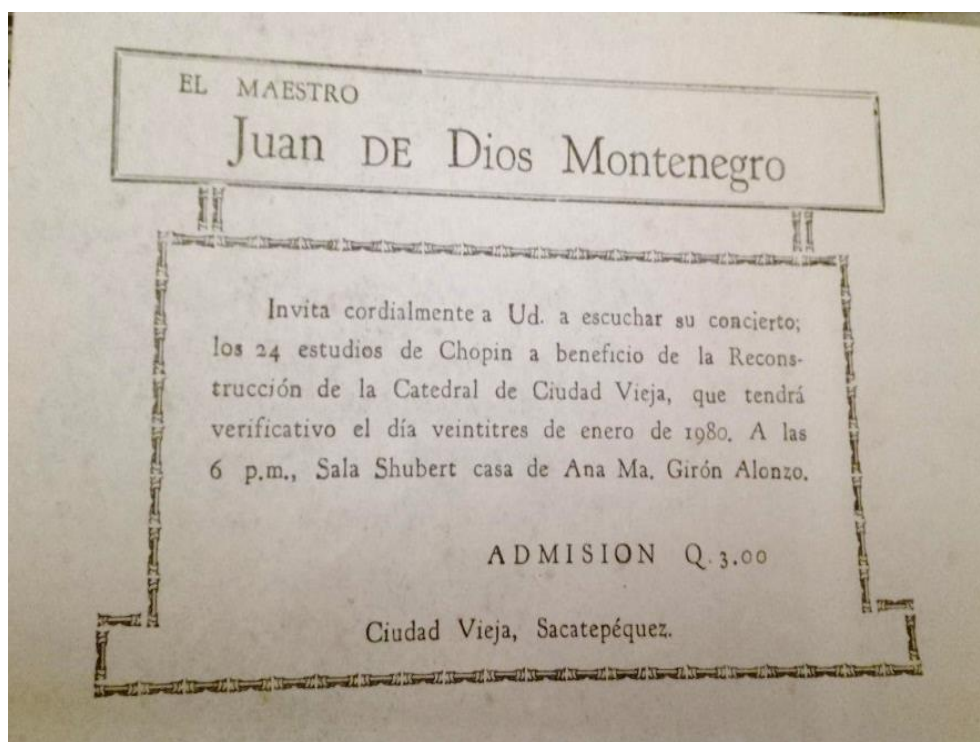 EL MAESTRO
Juan DE Dios Montenegro
Invita cordialmente a Ud. a escuchar su concierto;
los 24 estudios de Chopin a beneficio de la Recons-
trucción de la Catedral de Ciudad Vieja, que tendrá
verificativo el día veintitres de enero de 1980. A las
6 p.m., Sala Shubert casa de Ana Ma. Girón Alonzo.
ADMISION Q. 3.00
Ciudad Vieja, Sacatepéquez.